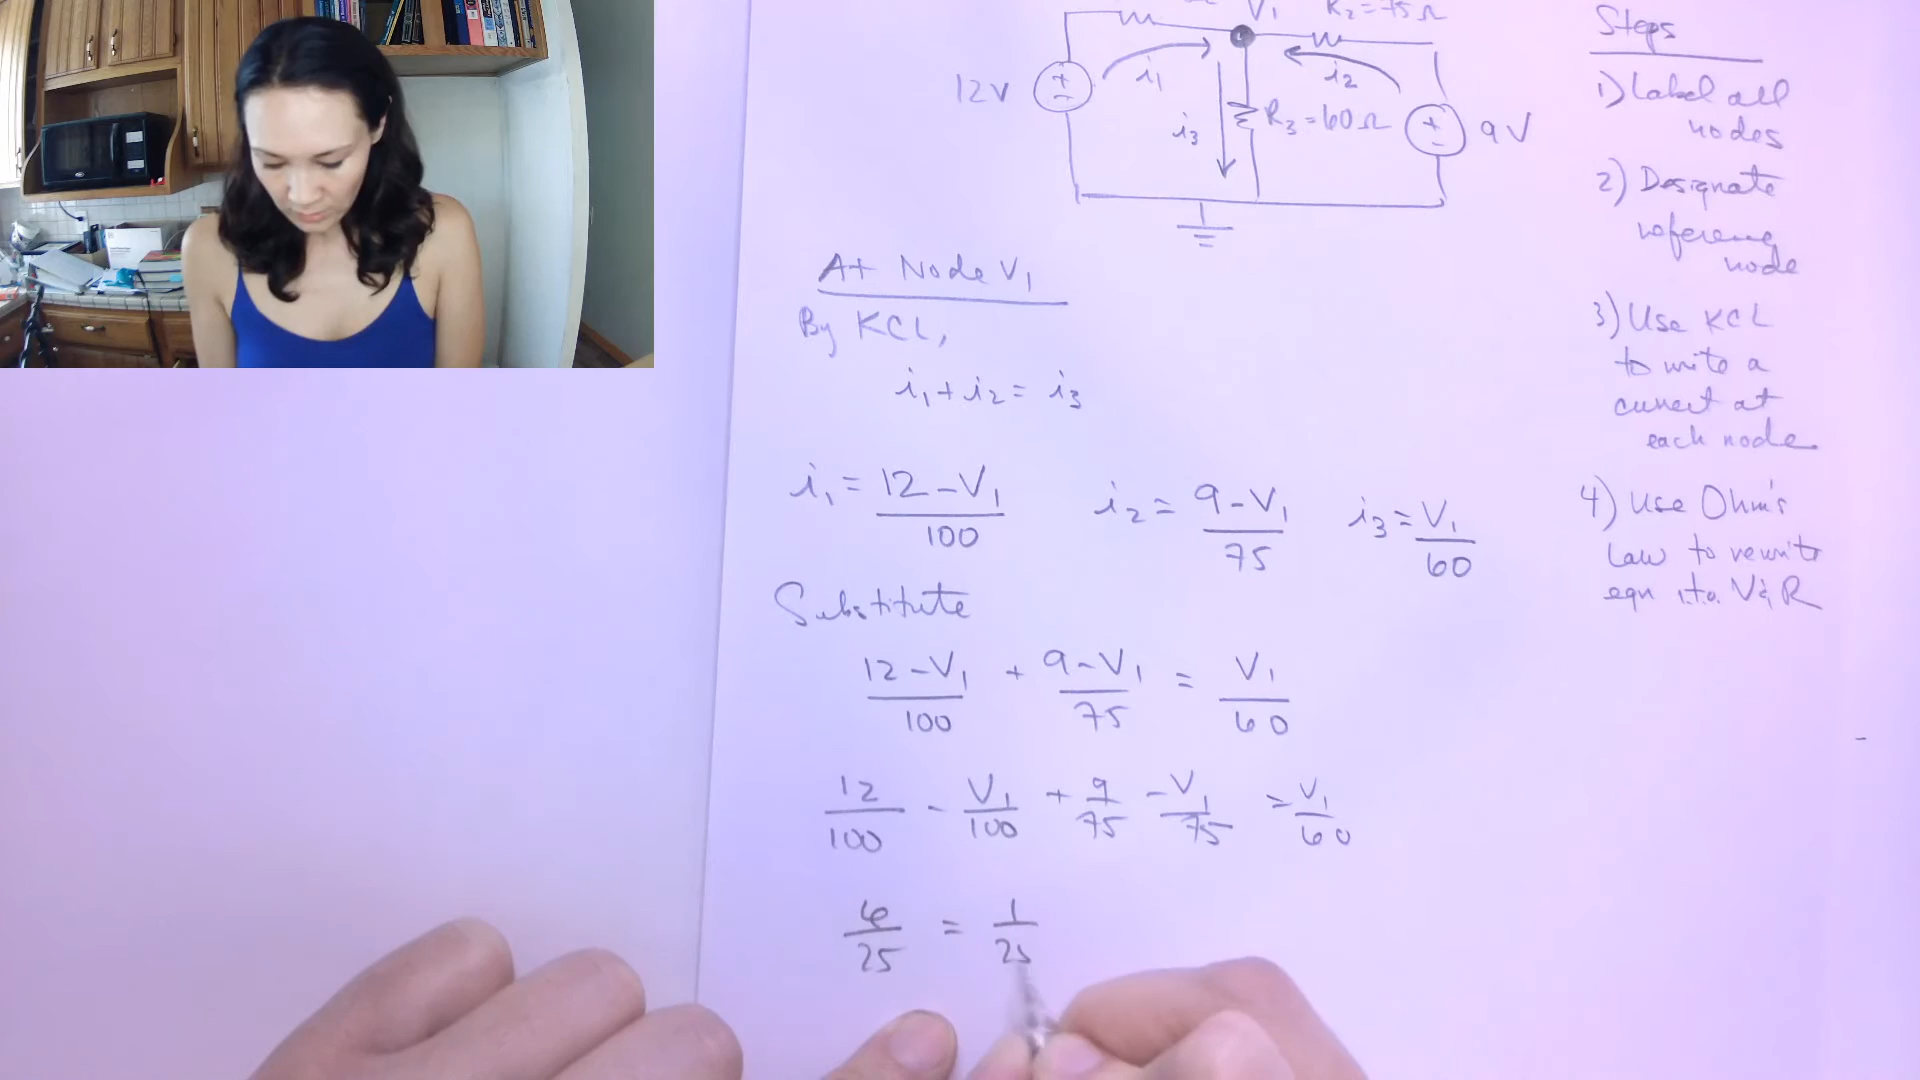 V₁ R₂=75Ω
12V
+
-
i₁
i₂
i₃
R₃=60Ω
+
-
9V
At Node V₁
By KCL,
i₁+i₂= i₃
i₁ = 12-V₁/100 i₂= 9-V₁/75 i₃=V₁/60
Substitute
12-V₁/100 + 9-V₁/75 = V₁/60
12/100 - V₁/100 + 9/75 - V₁/75 = V₁/60
6/25 = 1/25
Steps
1) Label all
nodes
2) Designate
reference
node
3) Use KCL
to write a
current at
each node
4) Use Ohm's
Law to rewrite
eqn i.t.o. V & R